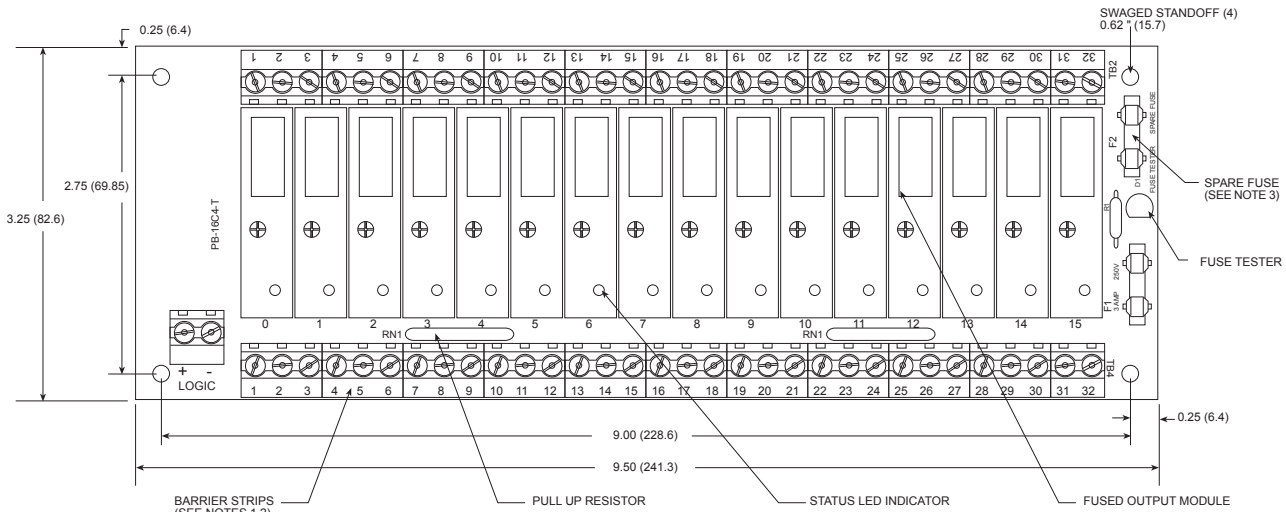 0.25 (6.4)
SWAGED STANDOFF (4)
0.62 " (15.7)
1 2 3 4 5 6 7 8 9 10 11 12 13 14 15 16 17 18 19 20 21 22 23 24 25 26 27 28 29 30 31 32
TB2
SPARE FUSE
F2
FUSE TESTER
D1
2.75 (69.85)
3.25 (82.6)
SPARE FUSE
(SEE NOTE 3)
PB-16C4-T
R1
FUSE TESTER
250V
F1
3 AMP
0 1 2 3 4 5 6 7 8 9 10 11 12 13 14 15
RN1 RN1
+ -
LOGIC
TB4
1 2 3 4 5 6 7 8 9 10 11 12 13 14 15 16 17 18 19 20 21 22 23 24 25 26 27 28 29 30 31 32
0.25 (6.4)
9.00 (228.6)
9.50 (241.3)
BARRIER STRIPS PULL UP RESISTOR STATUS LED INDICATOR FUSED OUTPUT MODULE
(SEE NOTES 1,2)